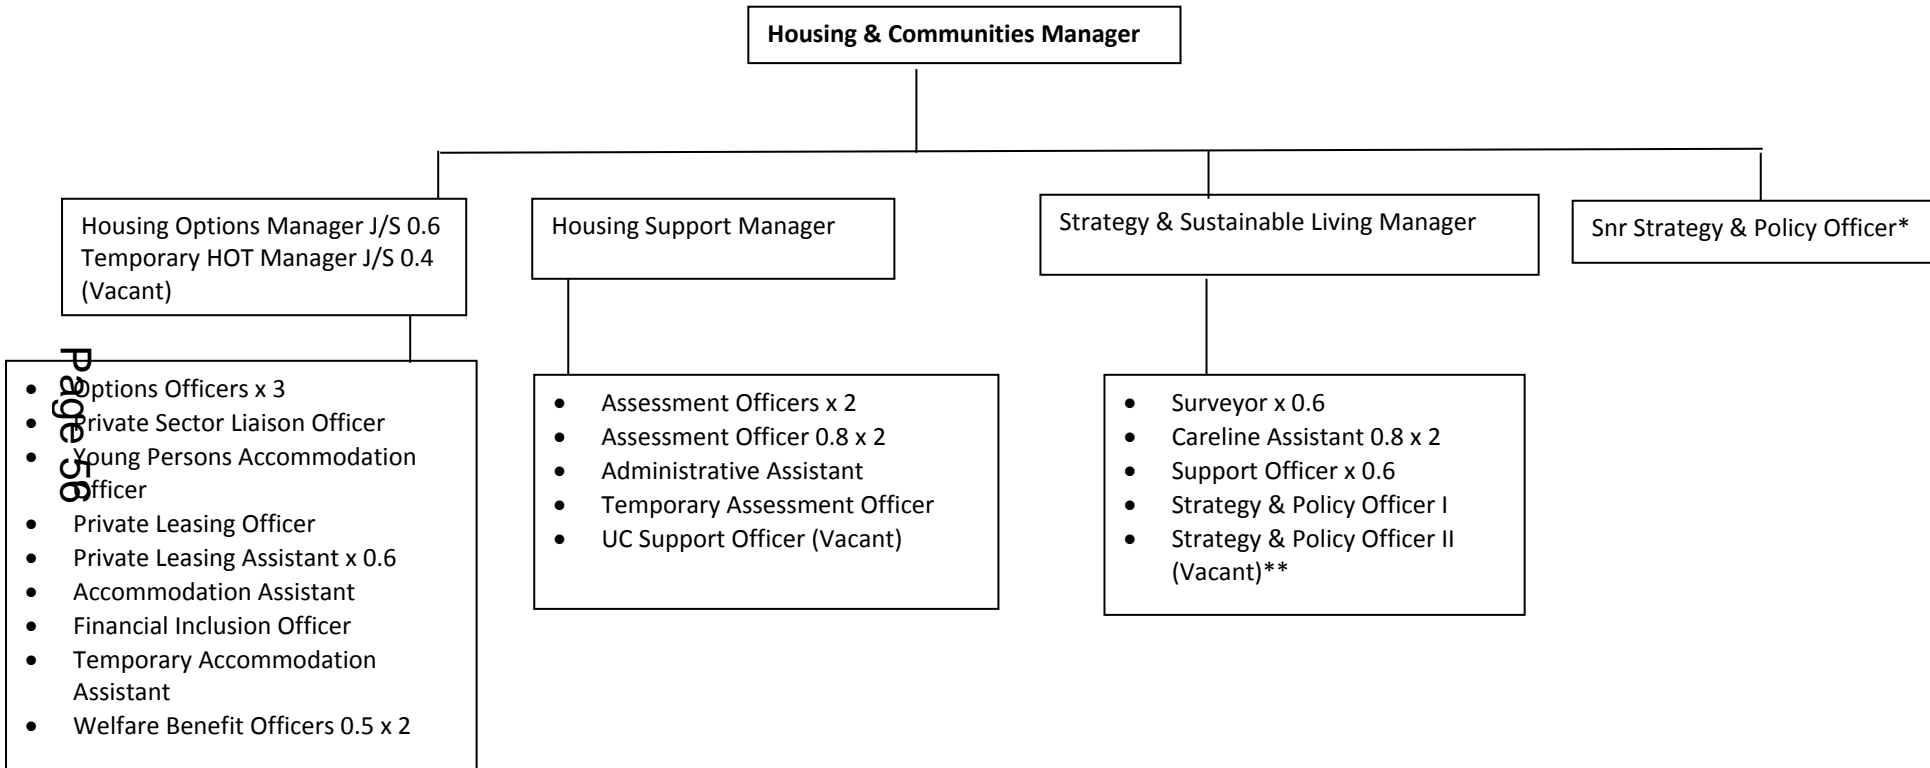 Housing & Communities Manager
Housing Options Manager J/S 0.6
Temporary HOT Manager J/S 0.4
(Vacant)
Housing Support Manager
Strategy & Sustainable Living Manager
Snr Strategy & Policy Officer*
Page 56
• Options Officers x 3
• Private Sector Liaison Officer
• Young Persons Accommodation
Officer
• Private Leasing Officer
• Private Leasing Assistant x 0.6
• Accommodation Assistant
• Financial Inclusion Officer
• Temporary Accommodation
Assistant
• Welfare Benefit Officers 0.5 x 2
• Assessment Officers x 2
• Assessment Officer 0.8 x 2
• Administrative Assistant
• Temporary Assessment Officer
• UC Support Officer (Vacant)
• Surveyor x 0.6
• Careline Assistant 0.8 x 2
• Support Officer x 0.6
• Strategy & Policy Officer I
• Strategy & Policy Officer II
(Vacant)**